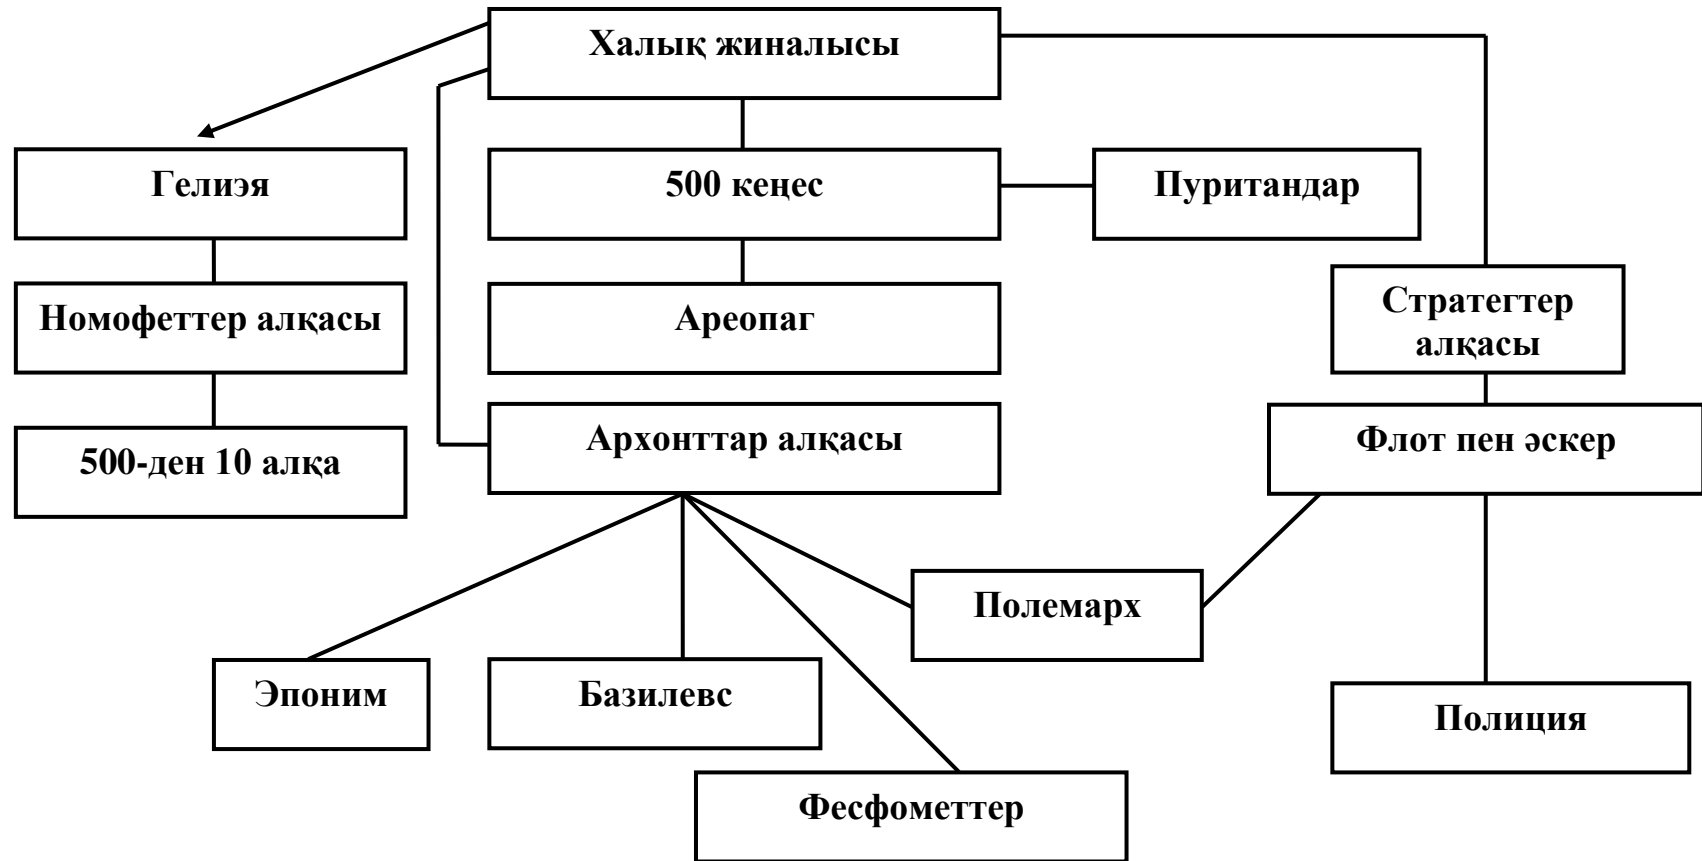 Халық жиналысы
Гелиэя
500 кеңес
Пуритандар
Номофеттер алқасы
Ареопаг
Стратегтер
алқасы
500-ден 10 алқа
Архонттар алқасы
Флот пен әскер
Полемарх
Эпоним
Базилевс
Полиция
Фесфометтер